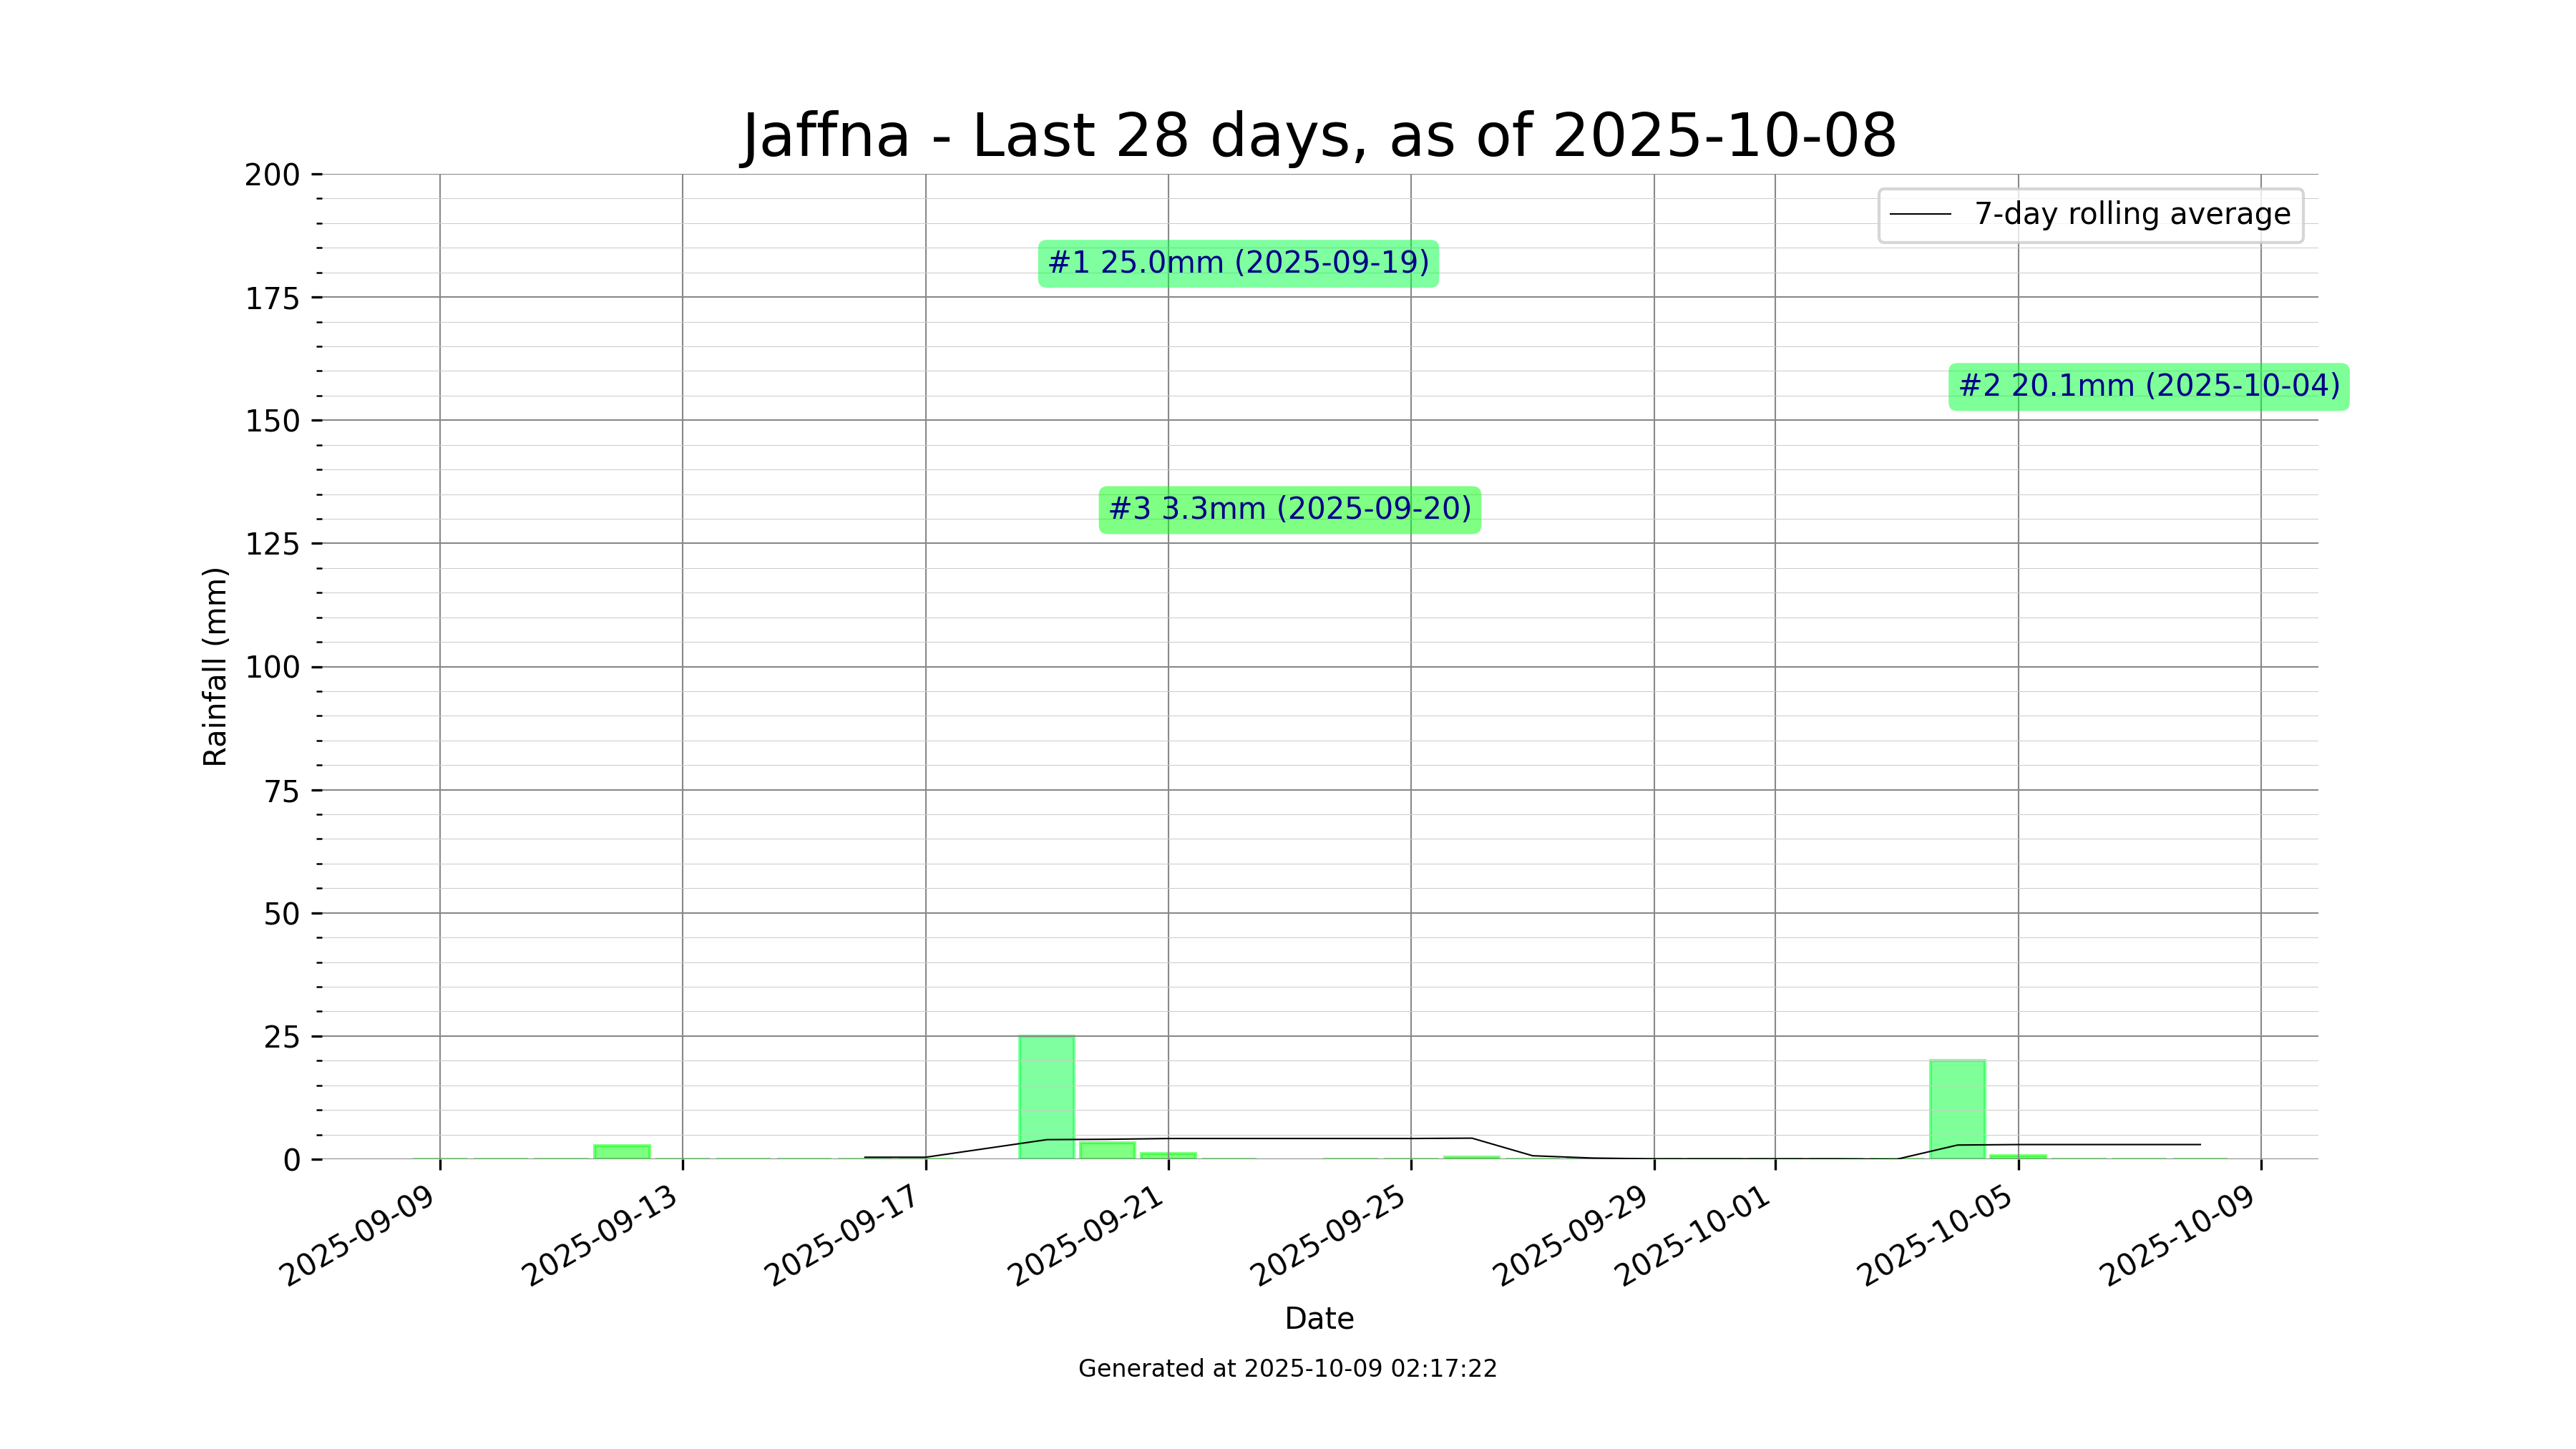 Jaffna - Last 28 days, as of 2025-10-08
7-day rolling average
#1 25.0mm (2025-09-19)
#2 20.1mm (2025-10-04)
#3 3.3mm (2025-09-20)
Rainfall (mm)
200
175
150
125
100
75
50
25
0
2025-09-09
2025-09-13
2025-09-17
2025-09-21
2025-09-25
2025-09-29
2025-10-01
2025-10-05
2025-10-09
Date
Generated at 2025-10-09 02:17:22